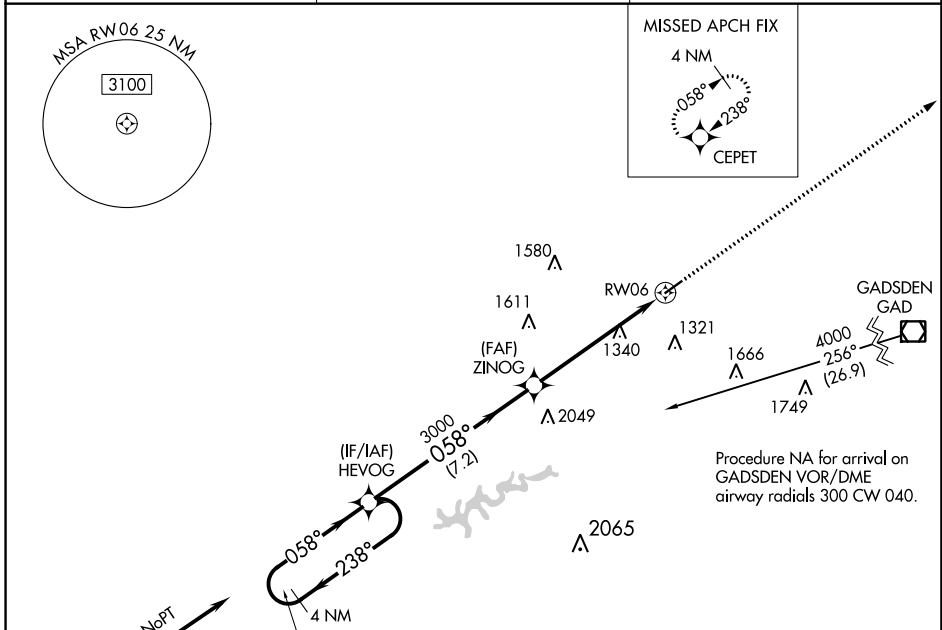 MSA RW06 25 NM
3100
MISSED APCH FIX
4 NM
058°
238°
CEPET
1580
1611
RW06
GADSDEN
GAD
1340
1321
4000
256°
(26.9)
(FAF)
ZINOG
1666
1749
2049
3000
058°
(7.2)
(IF/IAF)
HEVOG
Procedure NA for arrival on
GADSDEN VOR/DME
airway radials 300 CW 040.
2065
058°
238°
4 NM
NoPT